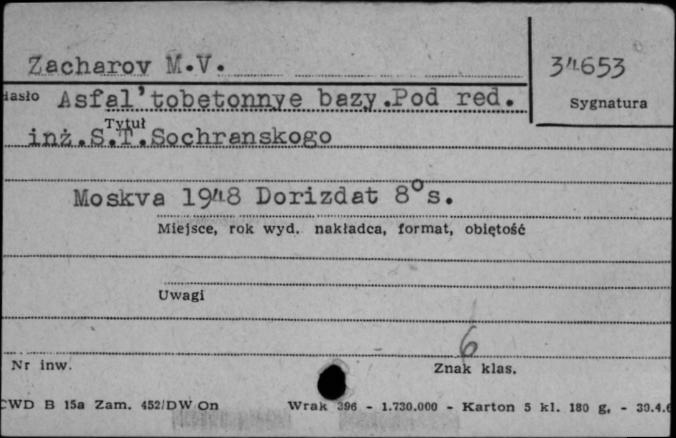 Zacharov M.V.
34653
Sygnatura
Hasło Asfal'tobetonnye bazy.Pod red.
Tytuł
inż.S.T.Sochranskogo
Moskva 1948 Dorizdat 8°s.
Miejsce, rok wyd. nakładca, format, objętość
Uwagi
6
Nr inw.
Znak klas.
CWD B 15a Zam. 452/DW/On Wrak 396 - 1.730.000 - Karton 5 kl. 180 g. - 30.4.6